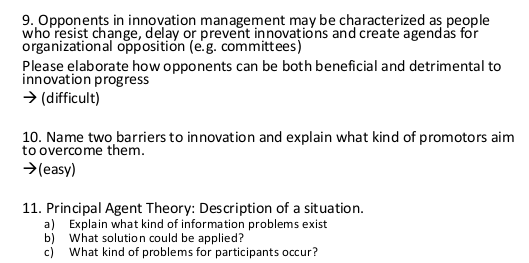 9. Opponents in innovation management may be characterized as people
who resist change, delay or prevent innovations and create agendas for
organizational opposition (e.g. committees)
Please elaborate how opponents can be both beneficial and detrimental to
innovation progress
→ (difficult)
10. Name two barriers to innovation and explain what kind of promotors aim
to overcome them.
→(easy)
11. Principal Agent Theory: Description of a situation.
a) Explain what kind of information problems exist
b) What solution could be applied?
c) What kind of problems for participants occur?